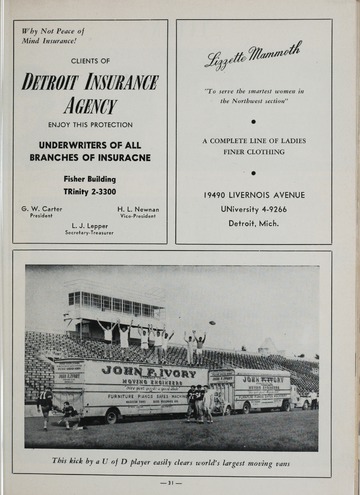 Why Not Peace of
Mind Insurance!
CLIENTS OF
DETROIT INSURANCE
AGENCY
ENJOY THIS PROTECTION
UNDERWRITERS OF ALL
BRANCHES OF INSURACNE
Fisher Building
TRinity 2-3300
G. W. Carter
President
H. L. Newnan
Vice-President
L. J. Lepper
Secretary-Treasurer
Lizzette Mammoth
"To serve the smartest women in
the Northwest section"
A COMPLETE LINE OF LADIES
FINER CLOTHING
19490 LIVERNOIS AVENUE
UNiversity 4-9266
Detroit, Mich.
JOHN F. IVORY
MOVING ENGINEERS
JOHN F. IVORY
This kick by a U of D player easily clears world's largest moving vans
— 31 —